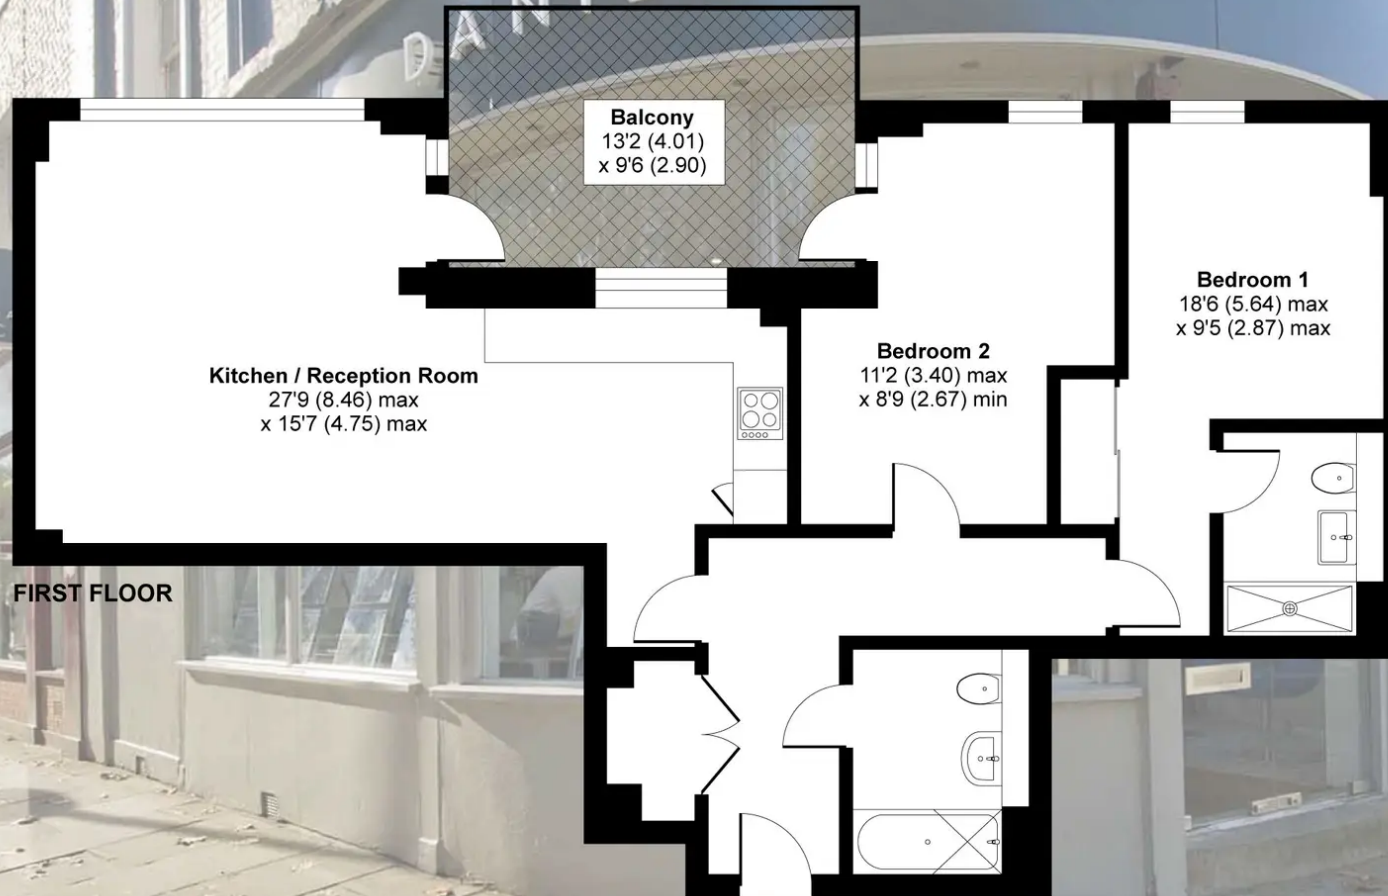 Balcony
13'2 (4.01)
x 9'6 (2.90)
Bedroom 1
18'6 (5.64) max
x 9'5 (2.87) max
Bedroom 2
11'2 (3.40) max
x 8'9 (2.67) min
Kitchen / Reception Room
27'9 (8.46) max
x 15'7 (4.75) max
FIRST FLOOR